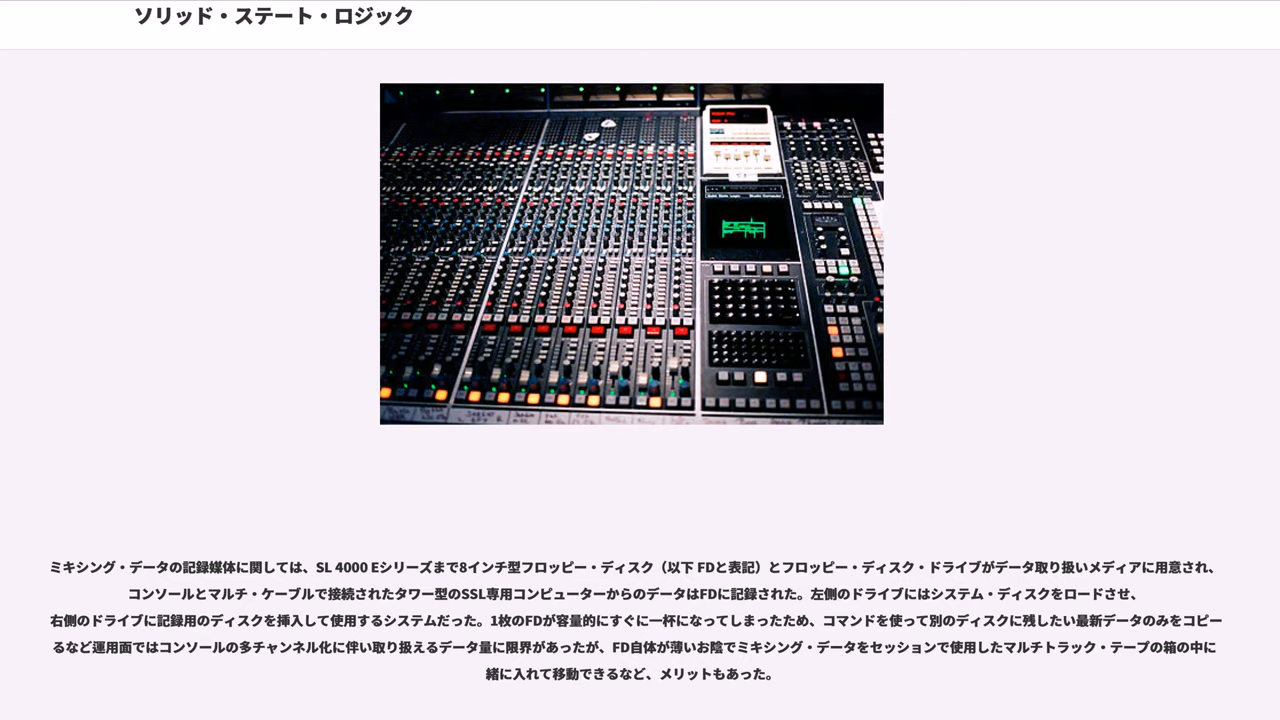 ソリッド・ステート・ロジック
ミキシング・データの記録媒体に関しては、SL 4000 Eシリーズまで8インチ型フロッピー・ディスク（以下 FDと表記）とフロッピー・ディスク・ドライブがデータ取り扱いメディアに用意され、
コンソールとマルチ・ケーブルで接続されたタワー型のSSL専用コンピューターからのデータはFDに記録された。左側のドライブにはシステム・ディスクをロードさせ、
右側のドライブに記録用のディスクを挿入して使用するシステムだった。1枚のFDが容量的にすぐに一杯になってしまったため、コマンドを使って別のディスクに残したい最新データのみをコピー
るなど運用面ではコンソールの多チャンネル化に伴い取り扱えるデータ量に限界があったが、FD自体が薄いお陰でミキシング・データをセッションで使用したマルチトラック・テープの箱の中に
緒に入れて移動できるなど、メリットもあった。